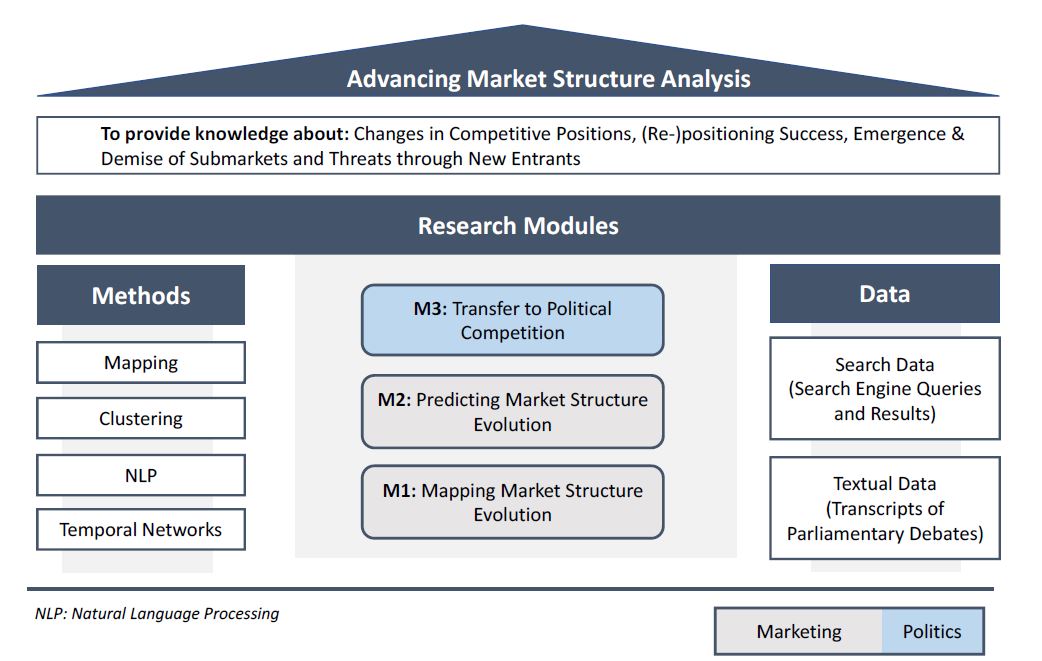 Advancing Market Structure Analysis
To provide knowledge about: Changes in Competitive Positions, (Re-)positioning Success, Emergence &
Demise of Submarkets and Threats through New Entrants
Research Modules
Methods
Mapping
Clustering
NLP
Temporal Networks
M3: Transfer to Political
Competition
M2: Predicting Market Structure
Evolution
M1: Mapping Market Structure
Evolution
Data
Search Data
(Search Engine Queries
and Results)
Textual Data
(Transcripts of
Parliamentary Debates)
NLP: Natural Language Processing
Marketing
Politics